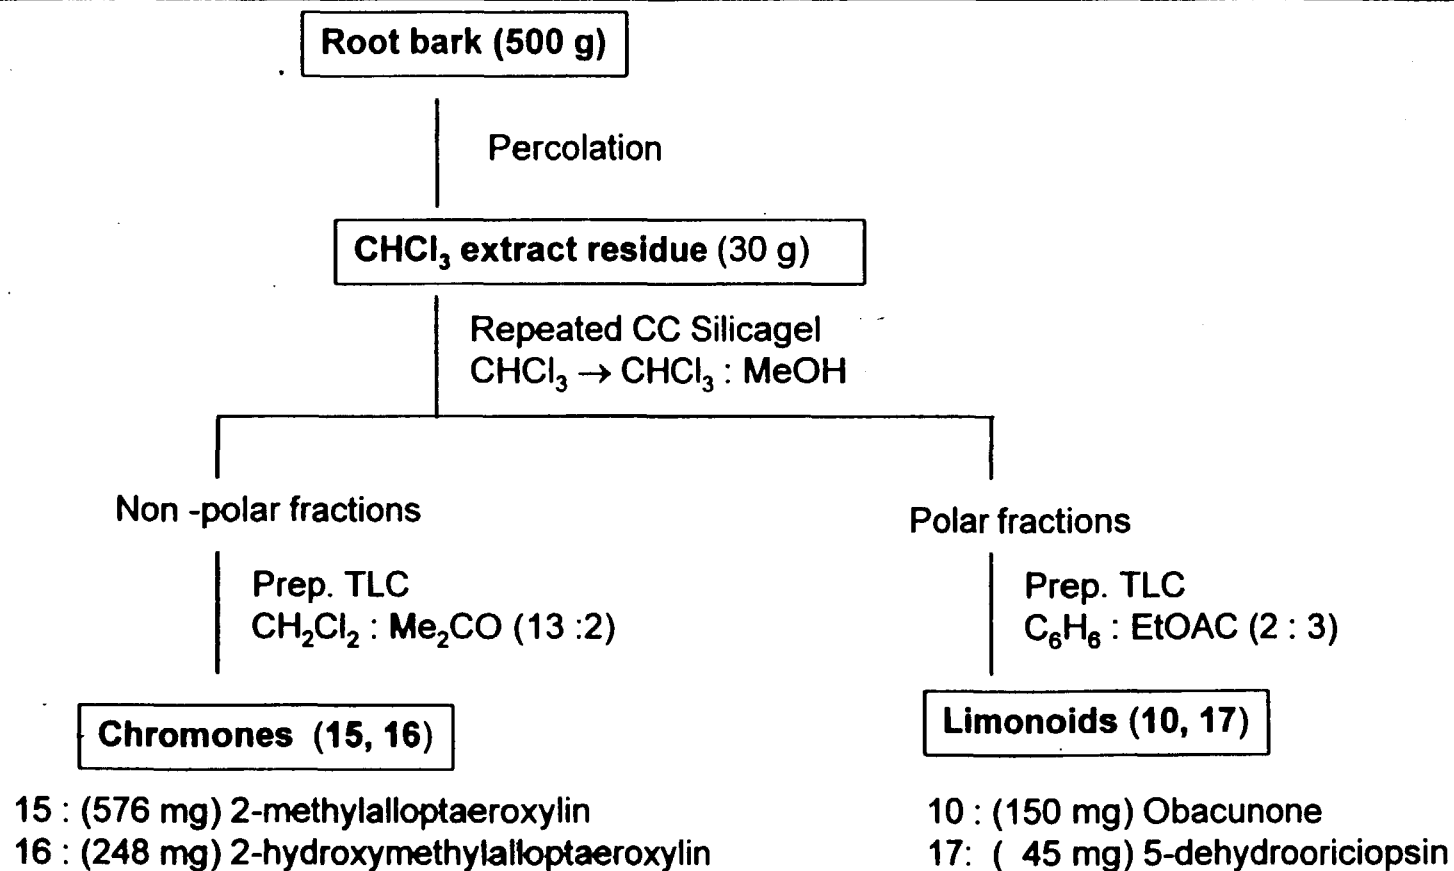 Root bark (500 g)
Percolation
CHCl₃ extract residue (30 g)
Repeated CC Silicagel
CHCl₃ → CHCl₃ : MeOH
Non -polar fractions
Prep. TLC
CH₂Cl₂ : Me₂CO (13 :2)
Chromones (15, 16)
15 : (576 mg) 2-methylalloptaeroxylin
16 : (248 mg) 2-hydroxymethylalloptaeroxylin
Polar fractions
Prep. TLC
C₆H₆ : EtOAC (2 : 3)
Limonoids (10, 17)
10 : (150 mg) Obacunone
17: ( 45 mg) 5-dehydrooriciopsin